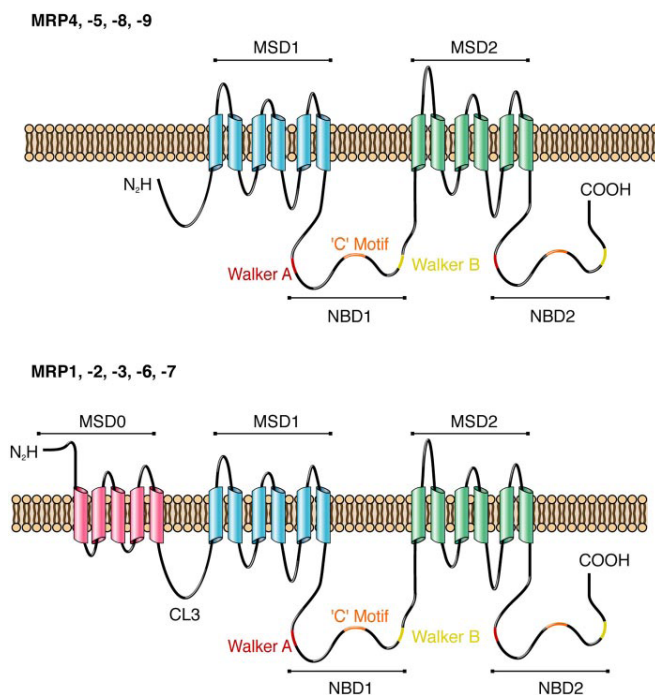 MRP4, -5, -8, -9
MSD1 MSD2
N₂H
COOH
'C' Motif
Walker A Walker B
NBD1 NBD2
MRP1, -2, -3, -6, -7
MSD0 MSD1 MSD2
N₂H
COOH
CL3
'C' Motif
Walker A Walker B
NBD1 NBD2